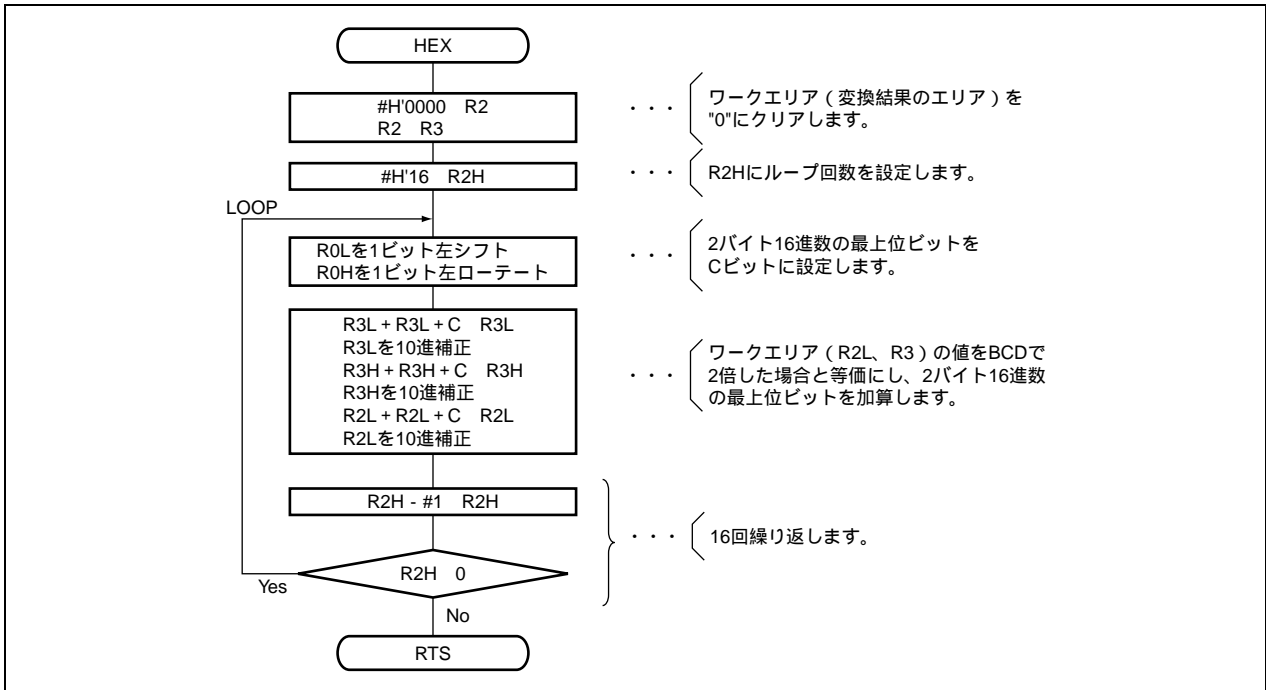 HEX
#H'0000 R2
R2 R3
・・・
ワークエリア（変換結果のエリア）を
"0"にクリアします。
#H'16 R2H
・・・
R2Hにループ回数を設定します。
LOOP
R0Lを1ビット左シフト
R0Hを1ビット左ローテート
・・・
2バイト16進数の最上位ビットを
Cビットに設定します。
R3L + R3L + C R3L
R3Lを10進補正
R3H + R3H + C R3H
R3Hを10進補正
R2L + R2L + C R2L
R2Lを10進補正
・・・
ワークエリア（R2L、R3）の値をBCDで
2倍した場合と等価にし、2バイト16進数
の最上位ビットを加算します。
R2H - #1 R2H
・・・
16回繰り返します。
R2H 0
Yes
No
RTS